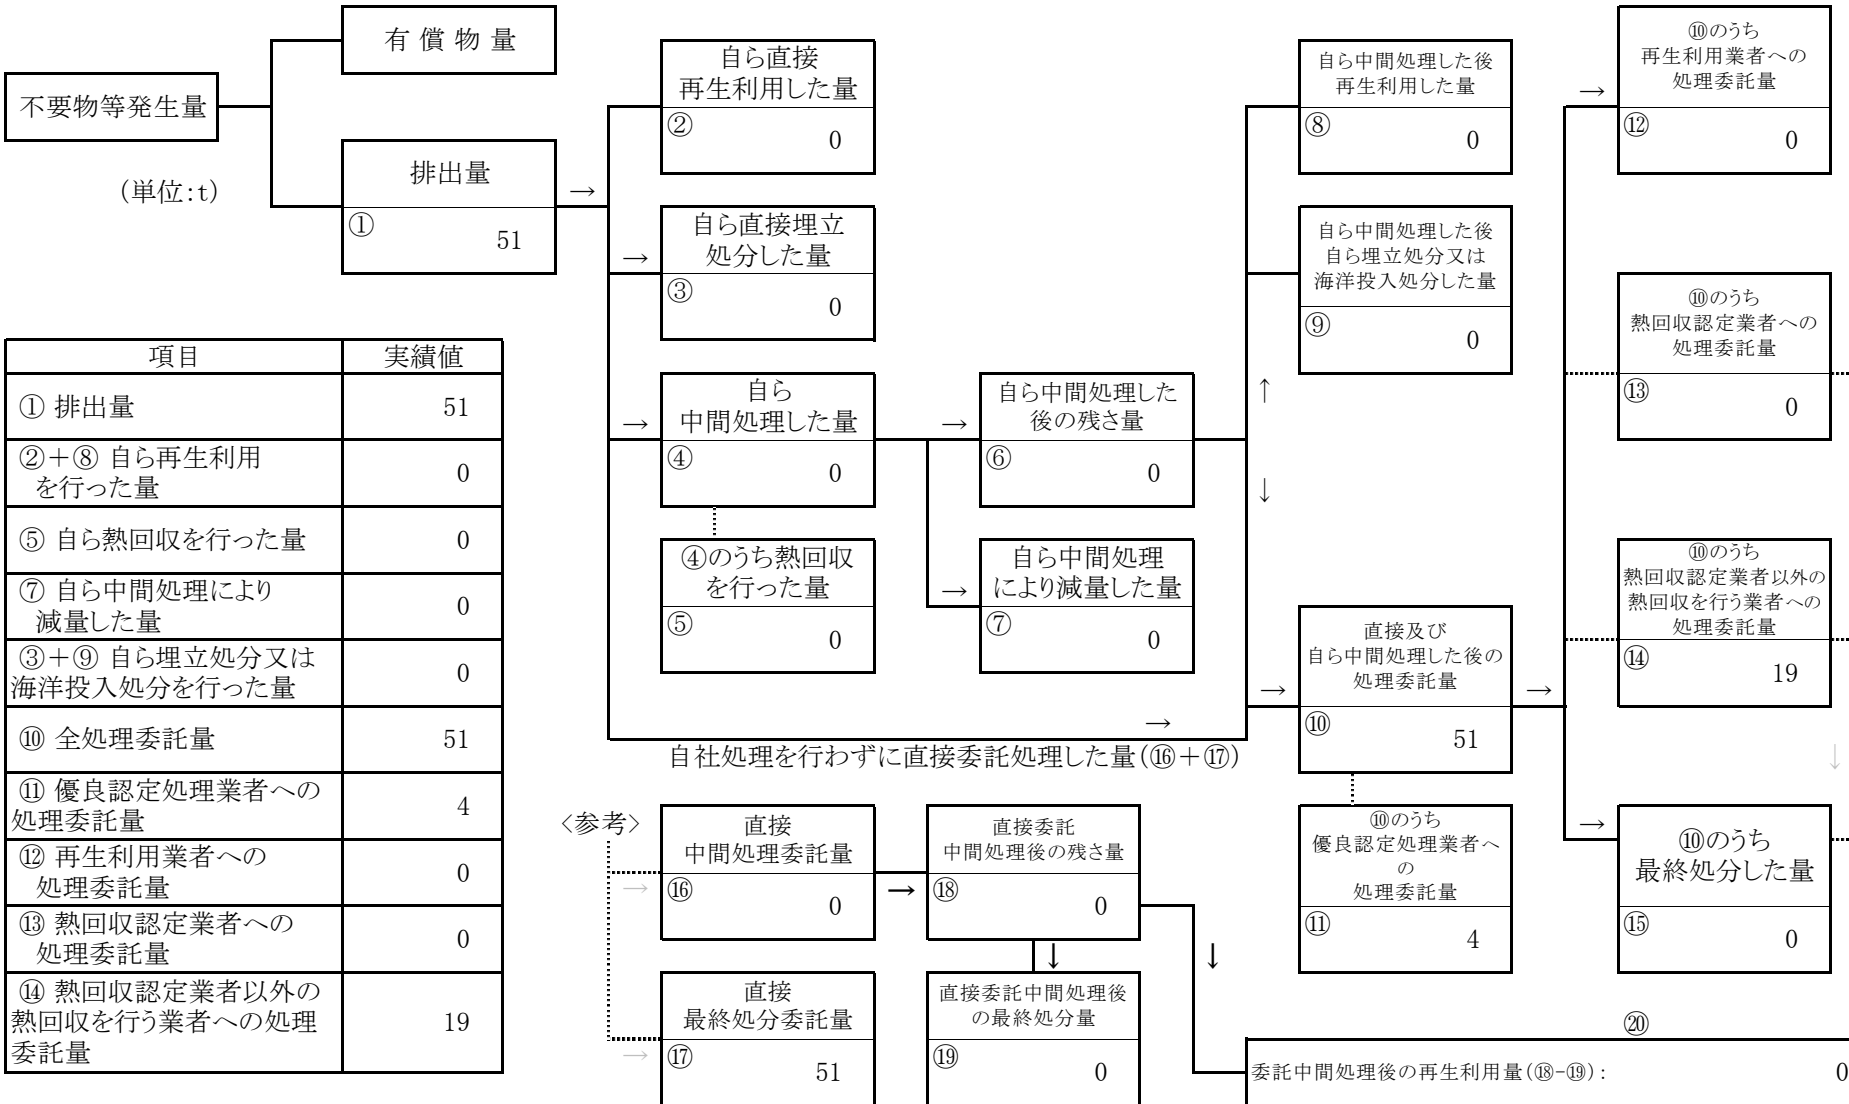 不要物等発生量
有 償 物 量
(単位:t)
排出量
①
51
→
自ら直接
再生利用した量
②
0
→
自ら直接埋立
処分した量
③
0
→
自ら
中間処理した量
④
0
④のうち熱回収
を行った量
⑤
0
→
自ら中間処理した
後の残さ量
⑥
0
→
自ら中間処理
により減量した量
⑦
0
自ら中間処理した後
再生利用した量
⑧
0
自ら中間処理した後
自ら埋立処分又は
海洋投入処分した量
⑨
0
↑
↓
→
自社処理を行わずに直接委託処理した量(⑯+⑰)
→
直接及び
自ら中間処理した後の
処理委託量
⑩
51
→
⑩のうち
優良認定処理業者へ
の
処理委託量
⑪
4
→
⑩のうち
再生利用業者への
処理委託量
⑫
0
⑩のうち
熱回収認定業者への
処理委託量
⑬
0
⑩のうち
熱回収認定業者以外の
熱回収を行う業者への
処理委託量
⑭
19
↓
→
⑩のうち
最終処分した量
⑮
0
項目 実績値
① 排出量 51
②+⑧ 自ら再生利用
を行った量 0
⑤ 自ら熱回収を行った量 0
⑦ 自ら中間処理により
減量した量 0
③+⑨ 自ら埋立処分又は
海洋投入処分を行った量 0
⑩ 全処理委託量 51
⑪ 優良認定処理業者への
処理委託量 4
⑫ 再生利用業者への
処理委託量 0
⑬ 熱回収認定業者への
処理委託量 0
⑭ 熱回収認定業者以外の
熱回収を行う業者への処理
委託量 19
<参考>
→
直接
中間処理委託量
⑯
0
→
直接委託
中間処理後の残さ量
⑱
0
↓
↓
→
直接
最終処分委託量
⑰
51
直接委託中間処理後
の最終処分量
⑲
0
⑳
委託中間処理後の再生利用量(⑱-⑲): 0